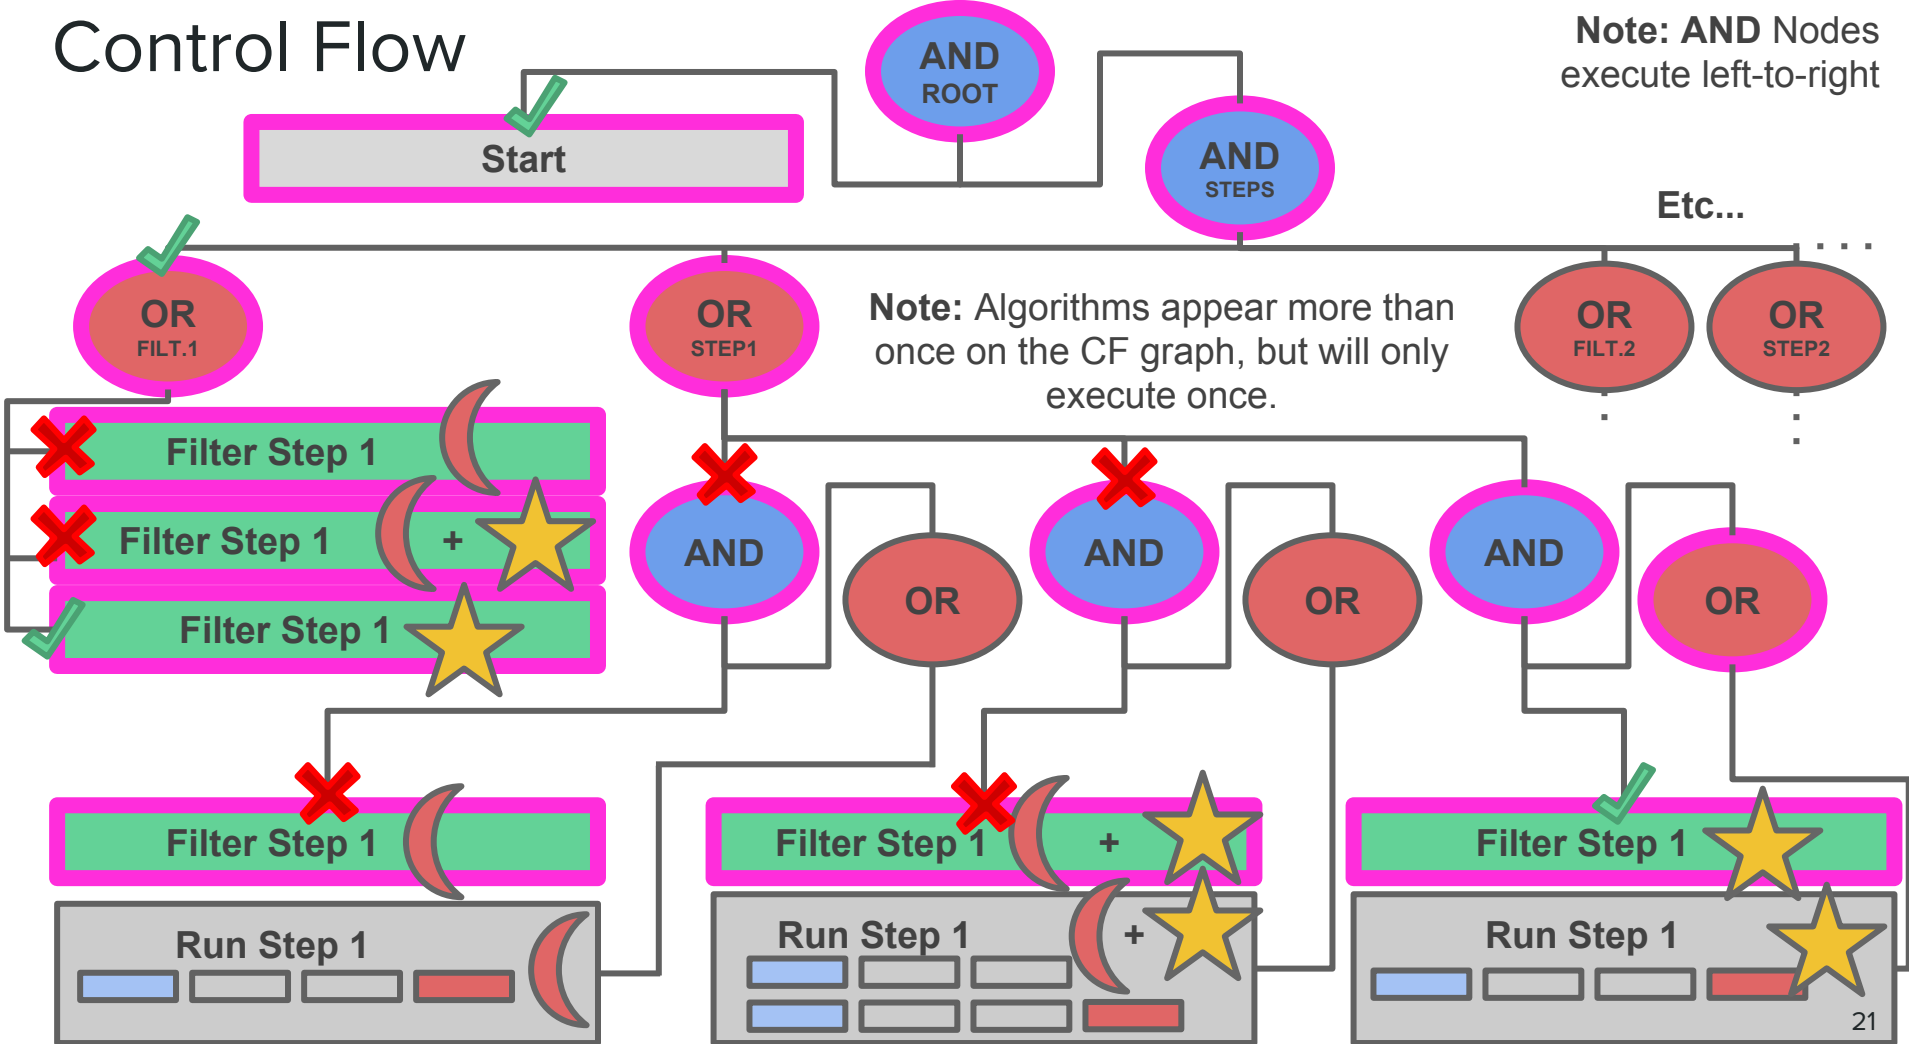 Control Flow
AND
ROOT
Note: AND Nodes
execute left-to-right
Start
AND
STEPS
Etc...
OR
FILT.1
OR
STEP1
Note: Algorithms appear more than
once on the CF graph, but will only
execute once.
OR
FILT.2
OR
STEP2
Filter Step 1
Filter Step 1 +
Filter Step 1
AND
OR
AND
OR
AND
OR
Filter Step 1
Filter Step 1 +
Filter Step 1
Run Step 1
Run Step 1 +
Run Step 1
21